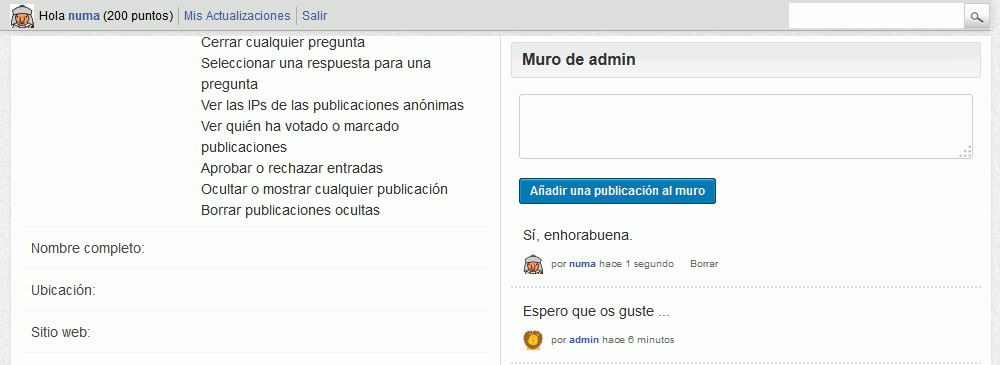 Hola numa (200 puntos) Mis Actualizaciones Salir
Cerrar cualquier pregunta
Seleccionar una respuesta para una
pregunta
Ver las IPs de las publicaciones anónimas
Ver quién ha votado o marcado
publicaciones
Aprobar o rechazar entradas
Ocultar o mostrar cualquier publicación
Borrar publicaciones ocultas
Nombre completo:
Ubicación:
Sitio web:
Muro de admin
Añadir una publicación al muro
Sí, enhorabuena.
por numa hace 1 segundo Borrar
Espero que os guste ...
por admin hace 6 minutos